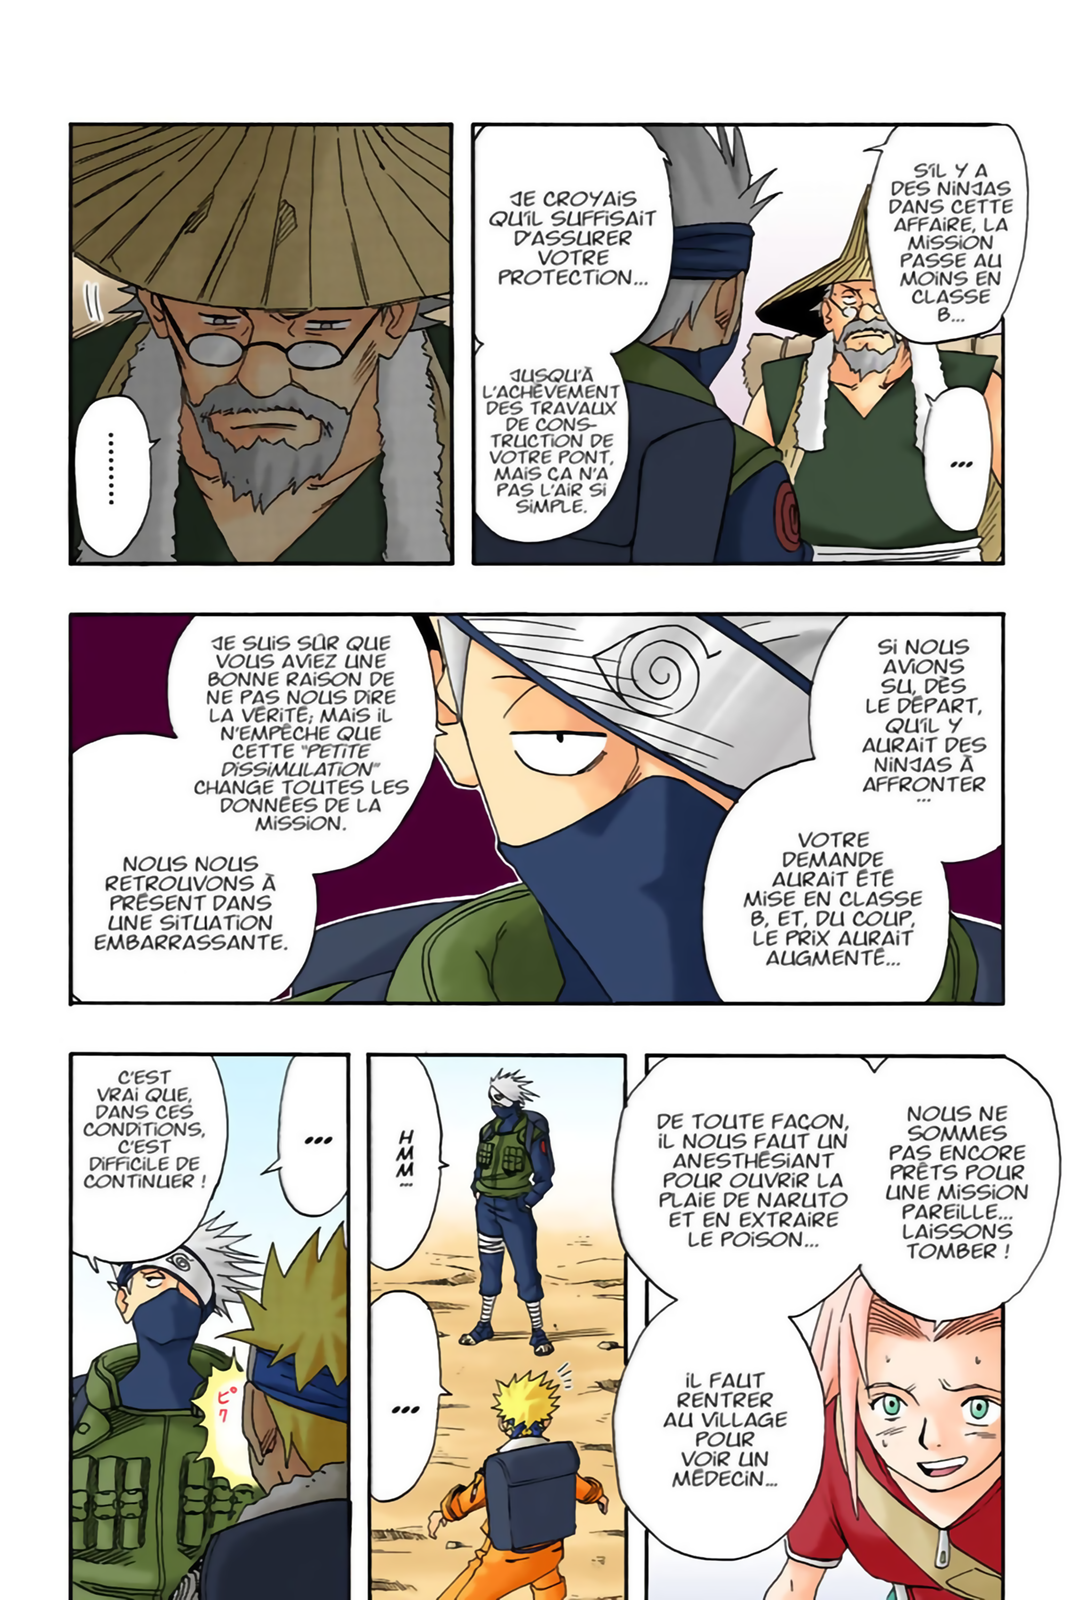 S'IL Y A
DES NINJAS
DANS CETTE
AFFAIRE, LA
MISSION
PASSE AU
MOINS EN
CLASSE
B...
...
JE CROYAIS
QU'IL SUFFISAIT
D'ASSURER
VOTRE
PROTECTION...
JUSQU'À
L'ACHÈVEMENT
DES TRAVAUX
DE CONS-
TRUCTION DE
VOTRE PONT,
MAIS ÇA N'A
PAS L'AIR SI
SIMPLE.
.........
SI NOUS
AVIONS
SU, DÈS
LE DÉPART,
QU'IL Y
AURAIT DES
NINJAS À
AFFRONTER
...
VOTRE
DEMANDE
AURAIT ÉTÉ
MISE EN CLASSE
B, ET, DU COUP,
LE PRIX AURAIT
AUGMENTÉ...
JE SUIS SÛR QUE
VOUS AVIEZ UNE
BONNE RAISON DE
NE PAS NOUS DIRE
LA VÉRITÉ; MAIS IL
N'EMPÊCHE QUE
CETTE "PETITE
DISSIMULATION"
CHANGE TOUTES LES
DONNÉES DE LA
MISSION.
NOUS NOUS
RETROUVONS À
PRÉSENT DANS
UNE SITUATION
EMBARRASSANTE.
NOUS NE
SOMMES
PAS ENCORE
PRÊTS POUR
UNE MISSION
PAREILLE...
LAISSONS
TOMBER !
DE TOUTE FAÇON,
IL NOUS FAUT UN
ANESTHÉSIANT
POUR OUVRIR LA
PLAIE DE NARUTO
ET EN EXTRAIRE
LE POISON...
IL FAUT
RENTRER
AU VILLAGE
POUR
VOIR UN
MÉDECIN...
HMM...
...
...
C'EST
VRAI QUE,
DANS CES
CONDITIONS,
C'EST
DIFFICILE DE
CONTINUER !
ピク